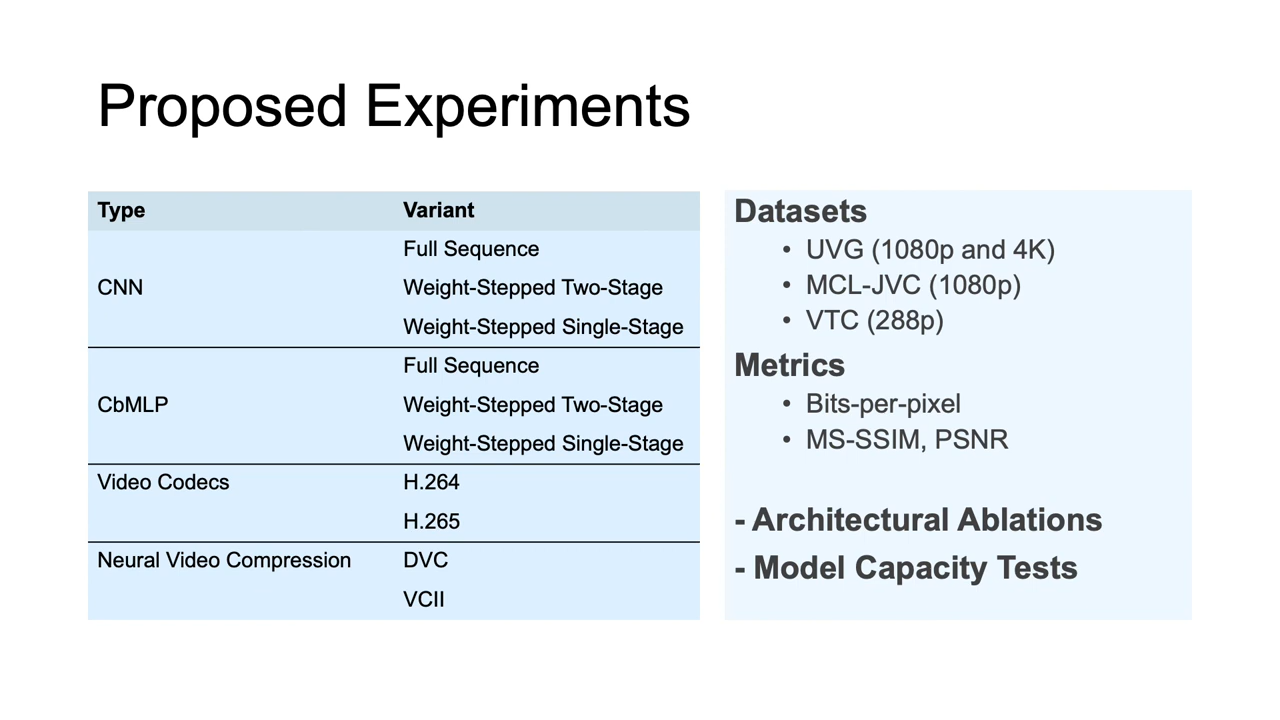 Proposed Experiments
Type Variant
Full Sequence
CNN Weight-Stepped Two-Stage
Weight-Stepped Single-Stage
Full Sequence
CbMLP Weight-Stepped Two-Stage
Weight-Stepped Single-Stage
Video Codecs H.264
H.265
Neural Video Compression DVC
VCII
Datasets
• UVG (1080p and 4K)
• MCL-JVC (1080p)
• VTC (288p)
Metrics
• Bits-per-pixel
• MS-SSIM, PSNR
- Architectural Ablations
- Model Capacity Tests